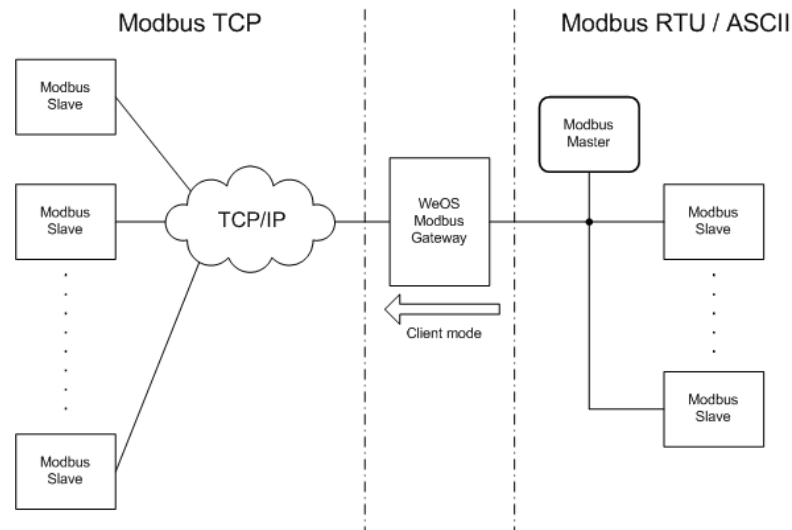 Modbus TCP
Modbus RTU / ASCII
Modbus
Slave
Modbus
Slave
Modbus
Slave
TCP/IP
WeOS
Modbus
Gateway
Client mode
Modbus
Master
Modbus
Slave
Modbus
Slave